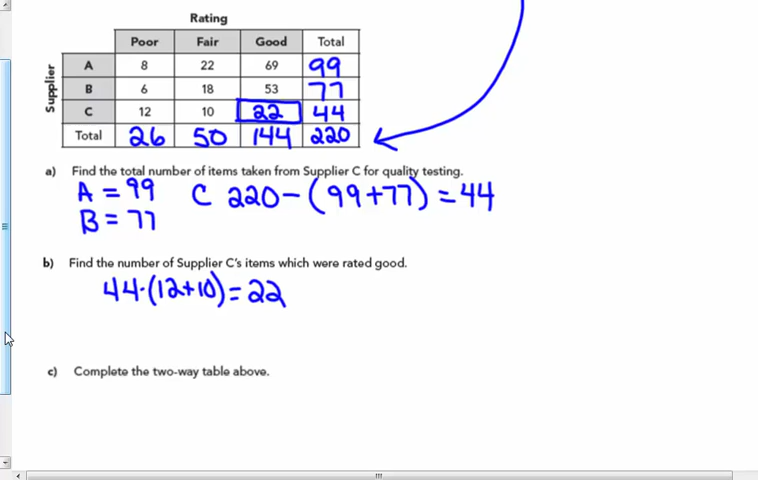 Rating
Poor Fair Good Total
Supplier
A 8 22 69 99
B 6 18 53 77
C 12 10 22 44
Total 26 50 144 220
a) Find the total number of items taken from Supplier C for quality testing.
A = 99 C 220 - (99+77) = 44
B = 77
b) Find the number of Supplier C's items which were rated good.
44-(12+10)=22
c) Complete the two-way table above.